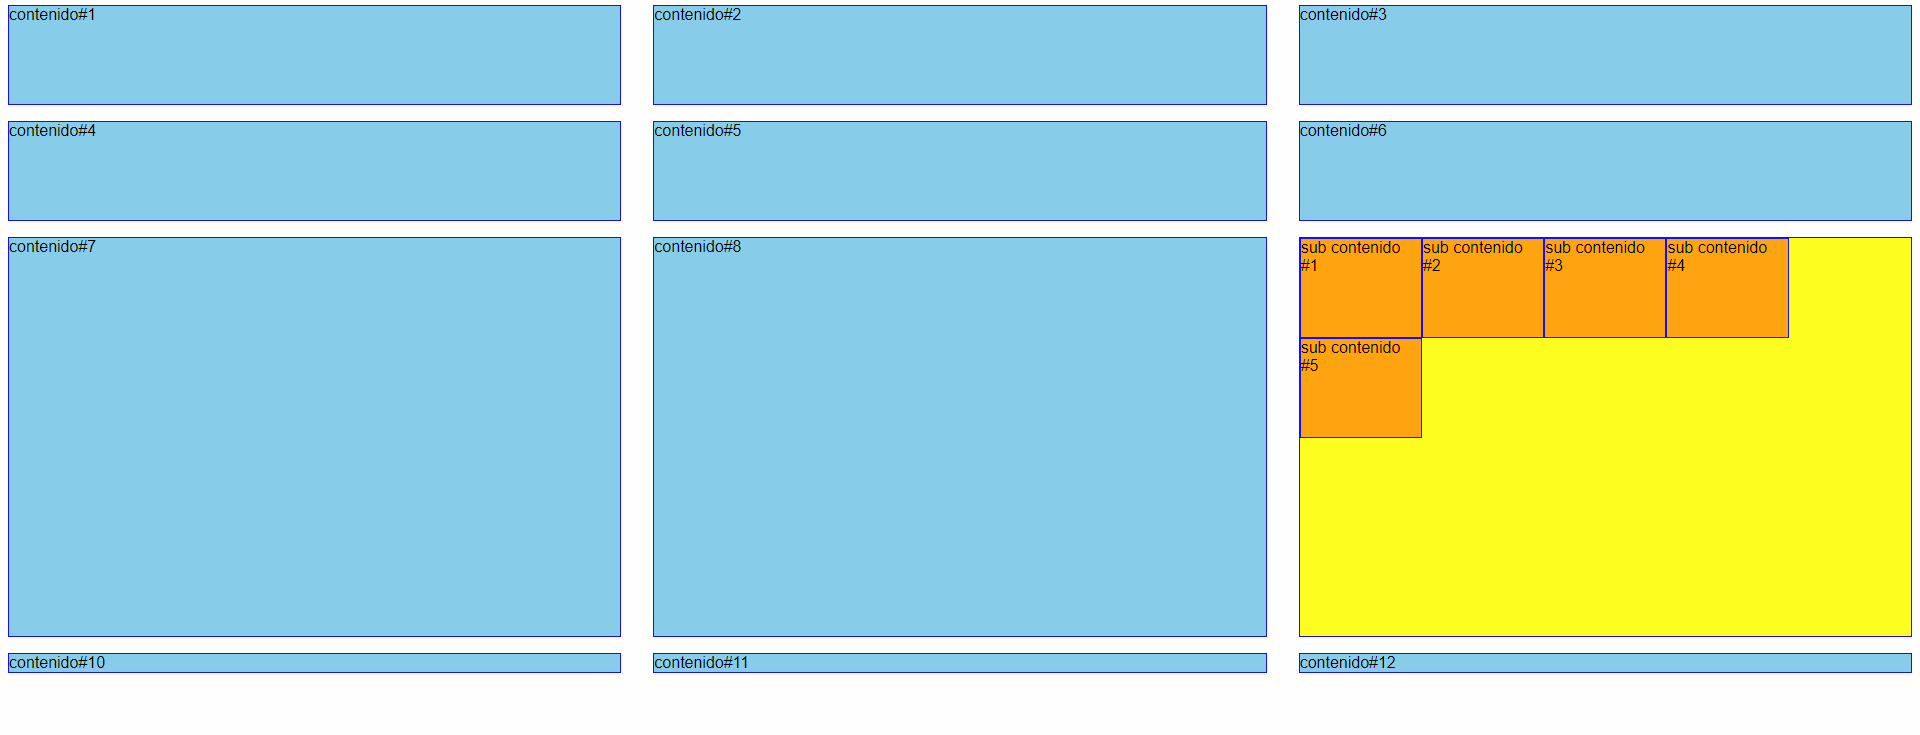 contenido#1
contenido#2
contenido#3
contenido#4
contenido#5
contenido#6
contenido#7
contenido#8
sub contenido
#1
sub contenido
#2
sub contenido
#3
sub contenido
#4
sub contenido
#5
contenido#10
contenido#11
contenido#12